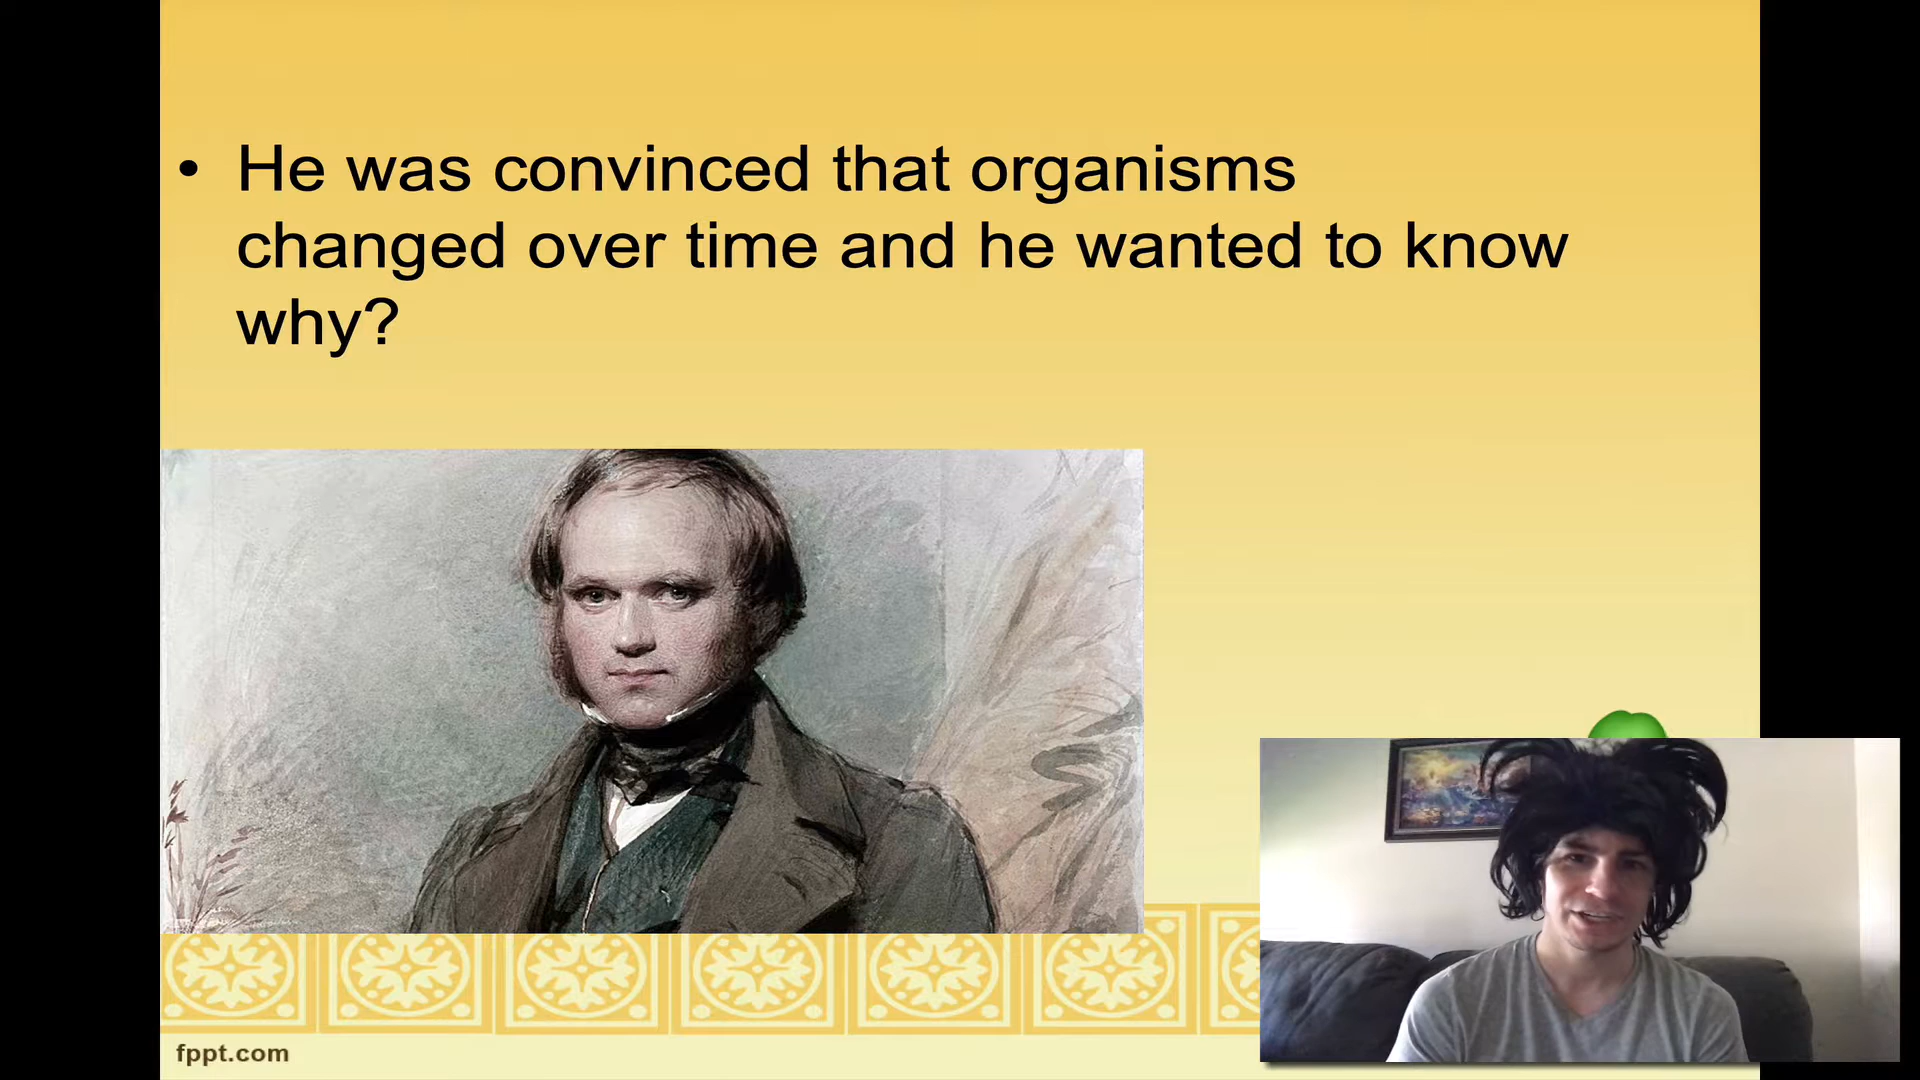 • He was convinced that organisms
changed over time and he wanted to know
why?
fppt.com